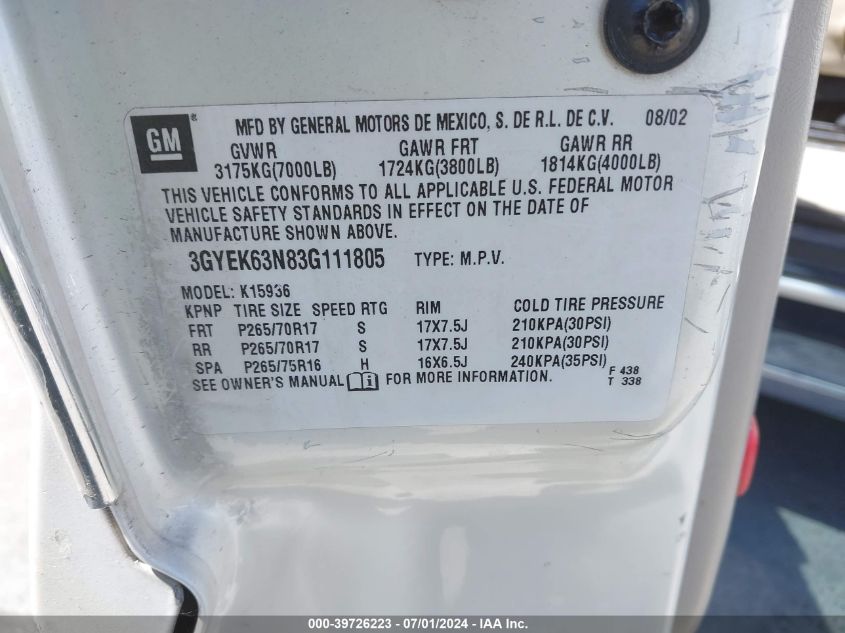 GM ®
MFD BY GENERAL MOTORS DE MEXICO, S. DE R.L. DE C.V. 08/02
GVWR GAWR FRT GAWR RR
3175KG(7000LB) 1724KG(3800LB) 1814KG(4000LB)
THIS VEHICLE CONFORMS TO ALL APPLICABLE U.S. FEDERAL MOTOR
VEHICLE SAFETY STANDARDS IN EFFECT ON THE DATE OF
MANUFACTURE SHOWN ABOVE.
3GYEK63N83G111805 TYPE: M.P.V.
MODEL: K15936
KPNP TIRE SIZE SPEED RTG RIM COLD TIRE PRESSURE
FRT P265/70R17 S 17X7.5J 210KPA(30PSI)
RR P265/70R17 S 17X7.5J 210KPA(30PSI)
SPA P265/75R16 H 16X6.5J 240KPA(35PSI)
SEE OWNER'S MANUAL FOR MORE INFORMATION.
F 438
T 338
000-39726223 - 07/01/2024 - IAA Inc.